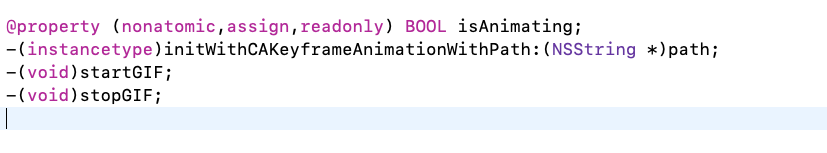 @property (nonatomic,assign,readonly) BOOL isAnimating;
-(instancetype)initWithCAKeyframeAnimationWithPath:(NSString *)path;
-(void)startGIF;
-(void)stopGIF;